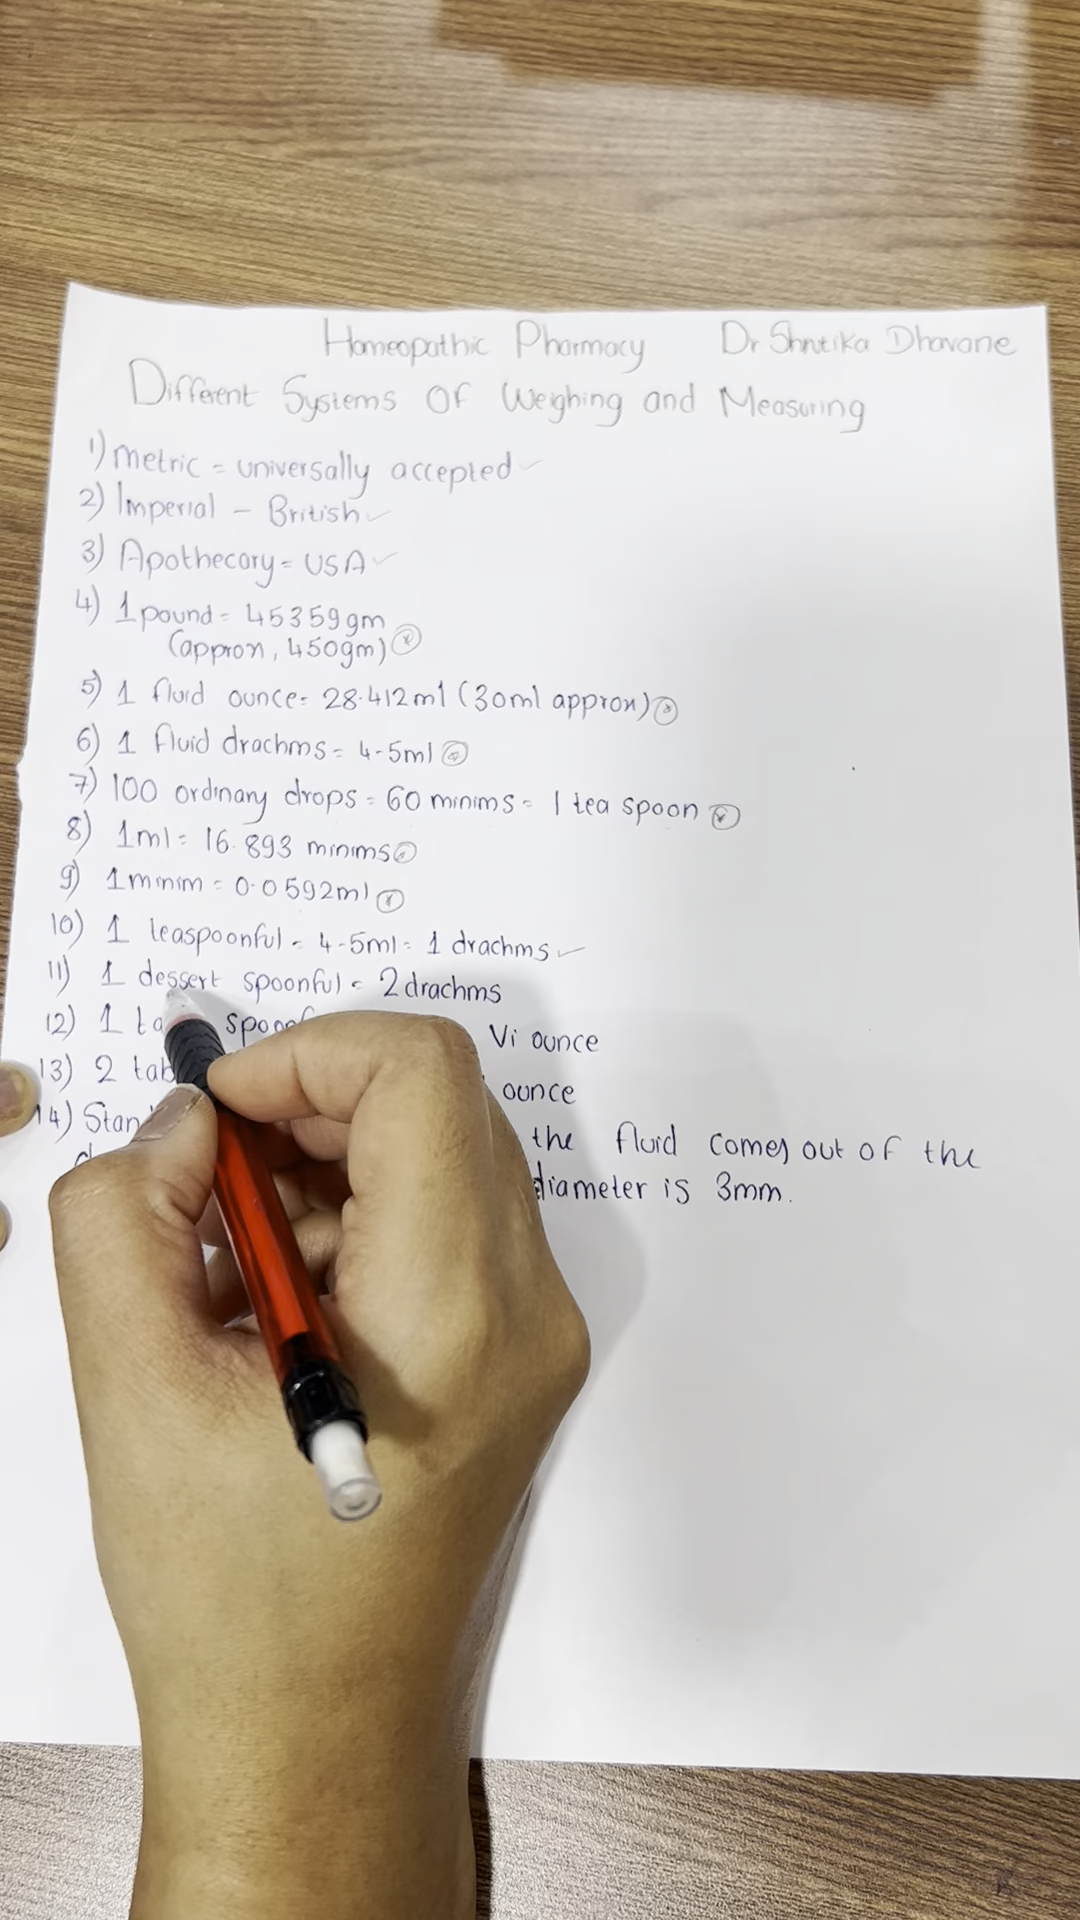 Homeopathic Pharmacy Dr Shrutika Dhavane
Different Systems Of Weighing and Measuring
1) Metric = universally accepted
2) Imperial - British
3) Apothecary = USA
4) 1 pound = 45359gm
(approx, 450gm)
5) 1 fluid ounce = 28.412ml (30ml approx)
6) 1 fluid drachms = 4-5ml
7) 100 ordinary drops = 60 minims = 1 tea spoon
8) 1ml = 16.893 minims
9) 1 minim = 0.0592ml
10) 1 teaspoonful = 4-5ml = 1 drachms
11) 1 dessert spoonful = 2 drachms
12) 1 ounce
13) 2 ounce
14) the fluid comes out of the
diameter is 3mm.